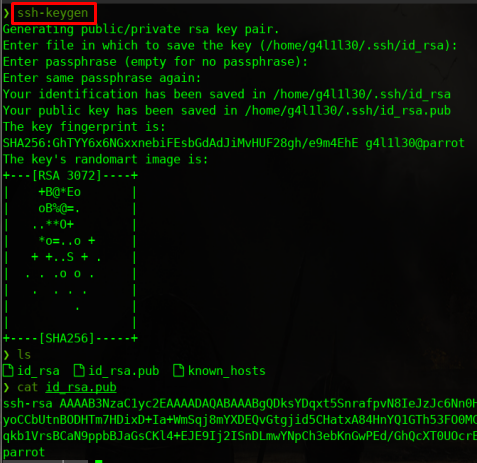 ❯ ssh-keygen
Generating public/private rsa key pair.
Enter file in which to save the key (/home/g4l1l30/.ssh/id_rsa):
Enter passphrase (empty for no passphrase):
Enter same passphrase again:
Your identification has been saved in /home/g4l1l30/.ssh/id_rsa
Your public key has been saved in /home/g4l1l30/.ssh/id_rsa.pub
The key fingerprint is:
SHA256:GhTYY6x6NGxxnebiFEsbGdAdJiMvHUF28gh/e9m4EhE g4l1l30@parrot
The key's randomart image is:
+---[RSA 3072]----+
|    +B@*Eo       |
|    oB%@=.       |
|   ..**O+        |
|    *o=..o +     |
|   + +..S + .    |
|  . . .o o .     |
|   .  . . .      |
|         .       |
|                 |
+----[SHA256]-----+
❯ ls
id_rsa id_rsa.pub known_hosts
❯ cat id_rsa.pub
ssh-rsa AAAAB3NzaC1yc2EAAAADAQABAAABgQDksYDqxt5SnrafpvN8IeJzJc6Nn0H
yoCCbUtnBODHTm7HDixD+Ia+WmSqj8mYXDEQvGtgjid5CHatxA84HnYQ1GTh53FO0MC
qkb1VrsBCaN9ppbBJaGsCKl4+EJE9Ij2ISnDLmwYNpCh3ebKnGwPEd/GhQcXT0UOcrE
parrot